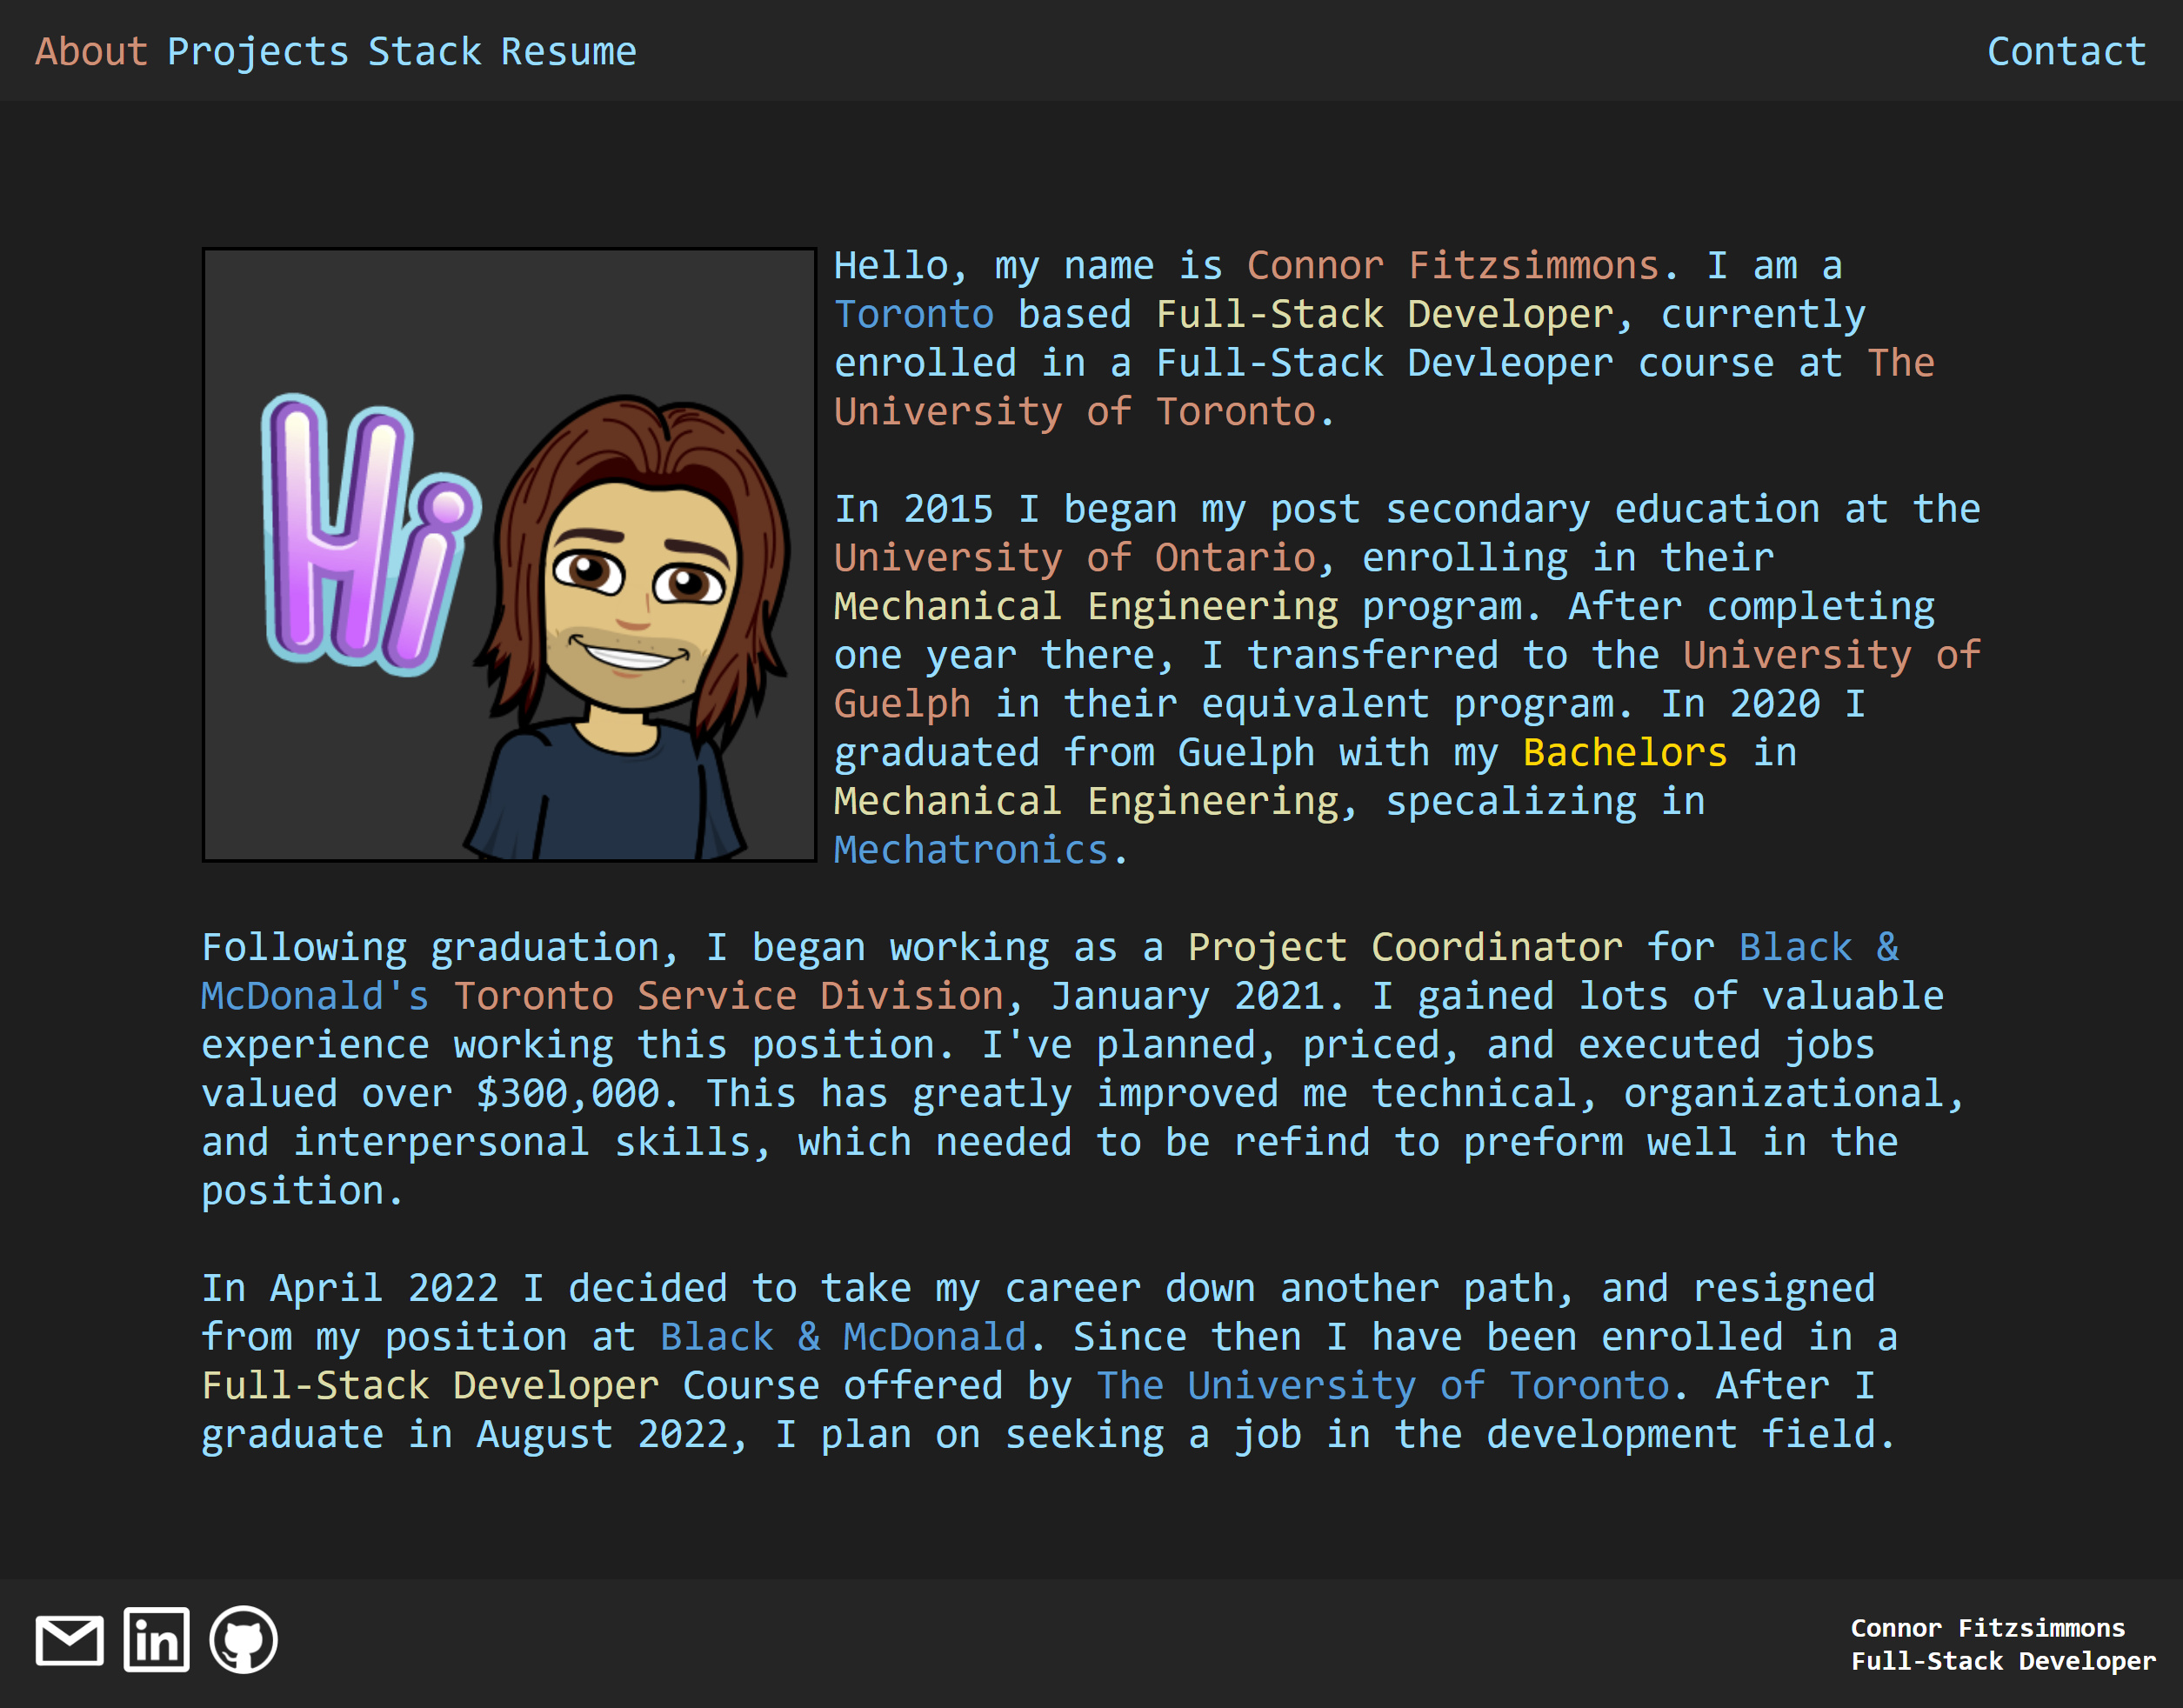 About Projects Stack Resume
Contact
Hi
Hello, my name is Connor Fitzsimmons. I am a
Toronto based Full-Stack Developer, currently
enrolled in a Full-Stack Devleoper course at The
University of Toronto.
In 2015 I began my post secondary education at the
University of Ontario, enrolling in their
Mechanical Engineering program. After completing
one year there, I transferred to the University of
Guelph in their equivalent program. In 2020 I
graduated from Guelph with my Bachelors in
Mechanical Engineering, specalizing in
Mechatronics.
Following graduation, I began working as a Project Coordinator for Black &
McDonald's Toronto Service Division, January 2021. I gained lots of valuable
experience working this position. I've planned, priced, and executed jobs
valued over $300,000. This has greatly improved me technical, organizational,
and interpersonal skills, which needed to be refind to preform well in the
position.
In April 2022 I decided to take my career down another path, and resigned
from my position at Black & McDonald. Since then I have been enrolled in a
Full-Stack Developer Course offered by The University of Toronto. After I
graduate in August 2022, I plan on seeking a job in the development field.
in
Connor Fitzsimmons
Full-Stack Developer